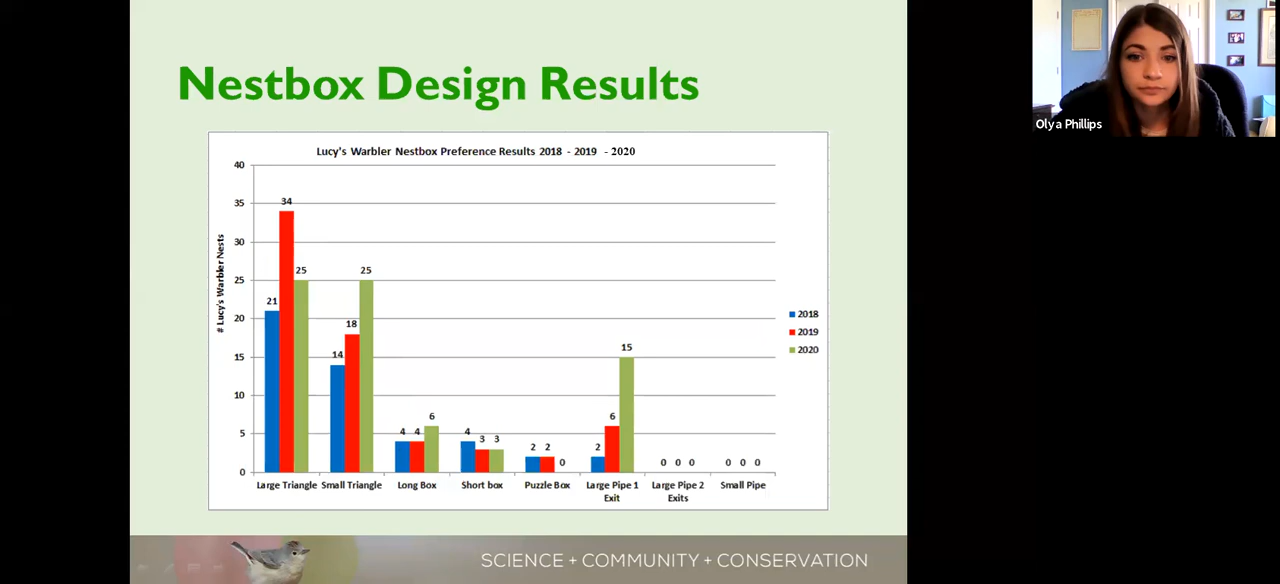 Nestbox Design Results
Olya Phillips
Lucy's Warbler Nestbox Preference Results 2018 - 2019 - 2020
# Lucy's Warbler Nests
40
35
30
25
20
15
10
5
0
21 34 25
14 18 25
4 4 6
4 3 3
2 2 0
2 6 15
0 0 0
0 0 0
Large Triangle Small Triangle Long Box Short box Puzzle Box Large Pipe 1 Large Pipe 2 Small Pipe
Exit Exits
2018
2019
2020
SCIENCE + COMMUNITY + CONSERVATION